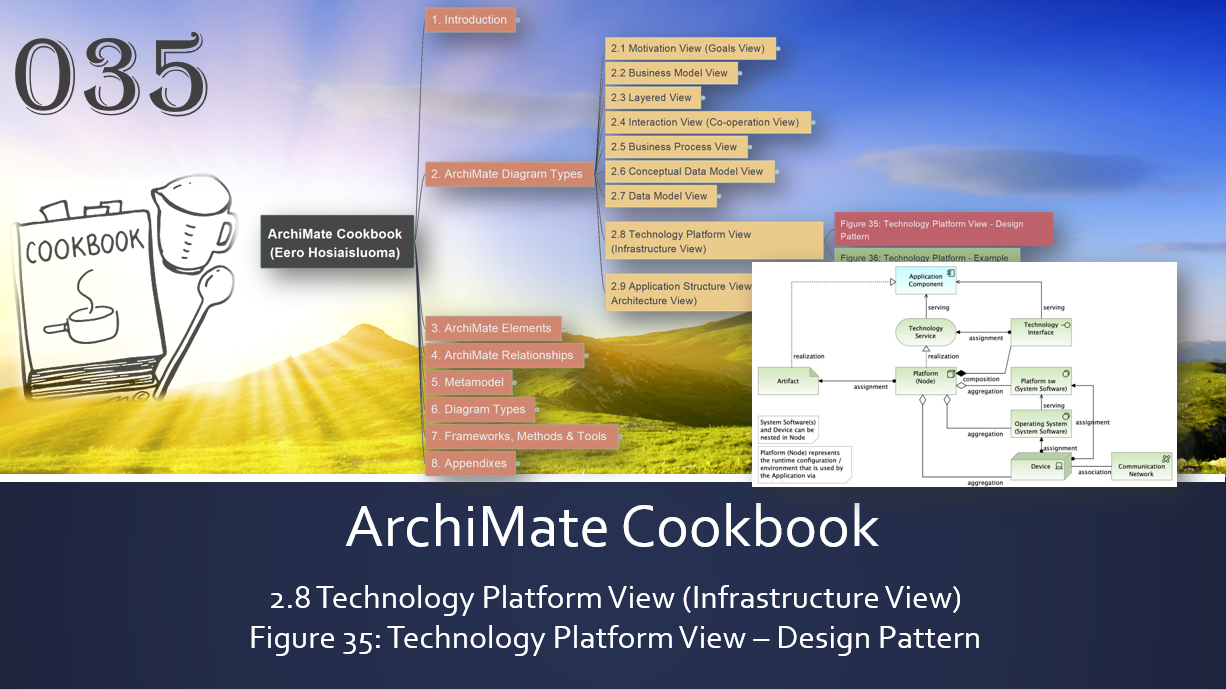 035
COOKBOOK
ArchiMate Cookbook
(Eero Hosiaisluoma)
1. Introduction
2. ArchiMate Diagram Types
2.1 Motivation View (Goals View)
2.2 Business Model View
2.3 Layered View
2.4 Interaction View (Co-operation View)
2.5 Business Process View
2.6 Conceptual Data Model View
2.7 Data Model View
2.8 Technology Platform View
(Infrastructure View)
Figure 35: Technology Platform View - Design
Pattern
Figure 36: Technology Platform - Example
2.9 Application Structure View
Architecture View)
3. ArchiMate Elements
4. ArchiMate Relationships
5. Metamodel
6. Diagram Types
7. Frameworks, Methods & Tools
8. Appendixes
Application
Component
serving
serving
Technology
Service
assignment
Technology
Interface
realization
realization
Artifact
assignment
Platform
(Node)
composition
aggregation
Platform sw
(System Software)
serving
assignment
Operating System
(System Software)
aggregation
assignment
Device
association
Communication
Network
aggregation
System Software(s)
and Device can be
nested in Node
Platform (Node) represents
the runtime configuration /
environment that is used by
the Application via
ArchiMate Cookbook
2.8 Technology Platform View (Infrastructure View)
Figure 35: Technology Platform View – Design Pattern